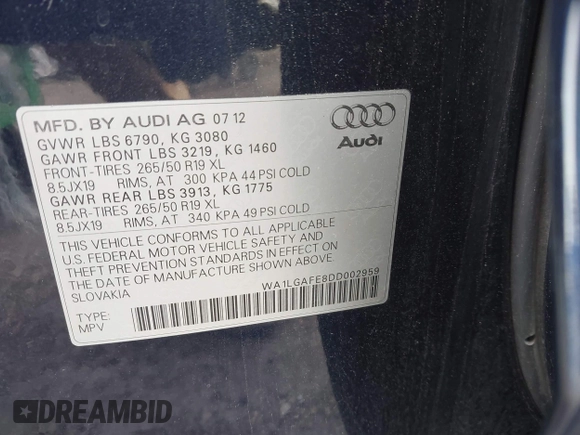 MFD. BY AUDI AG 07 12
GVWR LBS 6790, KG 3080
GAWR FRONT LBS 3219, KG 1460
FRONT-TIRES 265/50 R19 XL
8.5JX19 RIMS, AT 300 KPA 44 PSI COLD
GAWR REAR LBS 3913, KG 1775
REAR-TIRES 265/50 R19 XL
8.5JX19 RIMS, AT 340 KPA 49 PSI COLD
THIS VEHICLE CONFORMS TO ALL APPLICABLE
U.S. FEDERAL MOTOR VEHICLE SAFETY AND
THEFT PREVENTION STANDARDS IN EFFECT ON
THE DATE OF MANUFACTURE SHOWN ABOVE
SLOVAKIA
WA1LGAFE8DD002959
TYPE:
MPV
Audi
DREAMBID